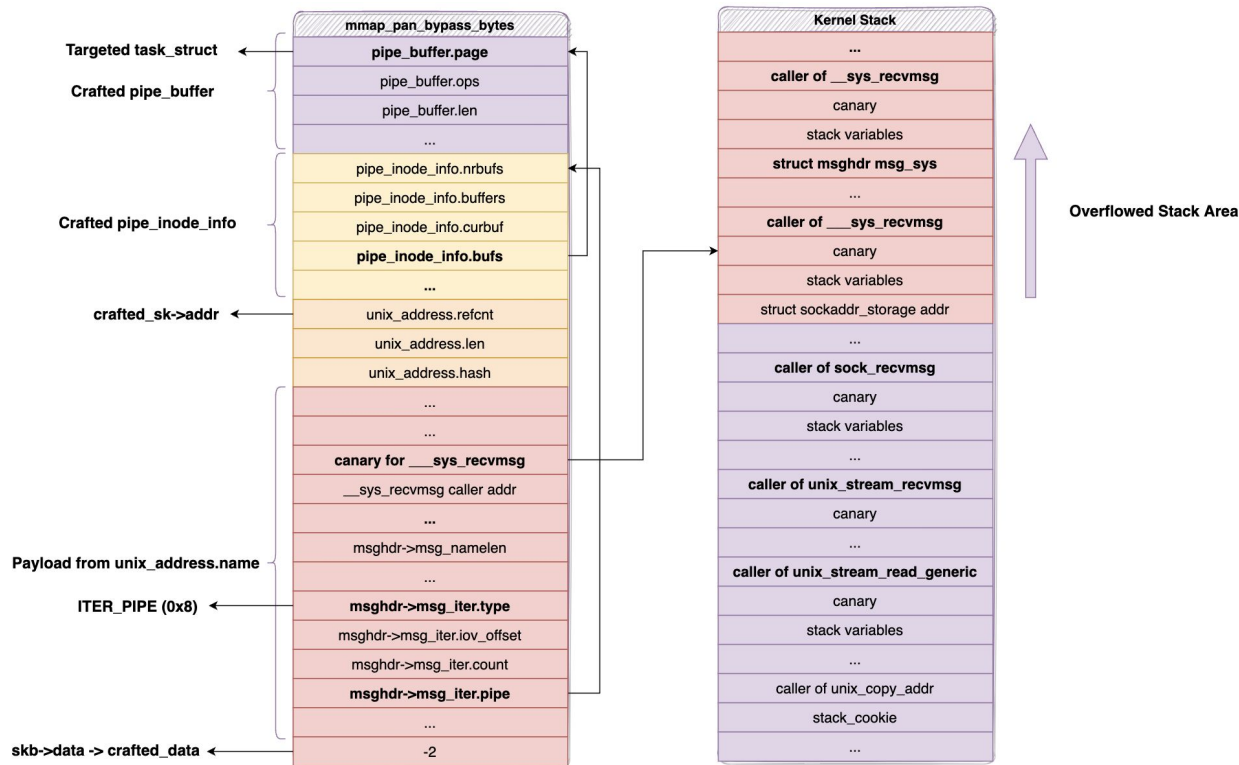 mmap_pan_bypass_bytes
Targeted task_struct
pipe_buffer.page
Crafted pipe_buffer
pipe_buffer.ops
pipe_buffer.len
...
pipe_inode_info.nrbufs
pipe_inode_info.buffers
Crafted pipe_inode_info
pipe_inode_info.curbuf
pipe_inode_info.bufs
...
crafted_sk->addr
unix_address.refcnt
unix_address.len
unix_address.hash
...
...
canary for ___sys_recvmsg
__sys_recvmsg caller addr
...
msghdr->msg_namelen
Payload from unix_address.name
...
ITER_PIPE (0x8)
msghdr->msg_iter.type
msghdr->msg_iter.iov_offset
msghdr->msg_iter.count
msghdr->msg_iter.pipe
...
skb->data -> crafted_data
-2
Kernel Stack
...
caller of __sys_recvmsg
canary
stack variables
struct msghdr msg_sys
...
caller of ___sys_recvmsg
canary
stack variables
struct sockaddr_storage addr
...
caller of sock_recvmsg
canary
stack variables
...
caller of unix_stream_recvmsg
canary
...
caller of unix_stream_read_generic
canary
stack variables
...
caller of unix_copy_addr
stack_cookie
...
Overflowed Stack Area